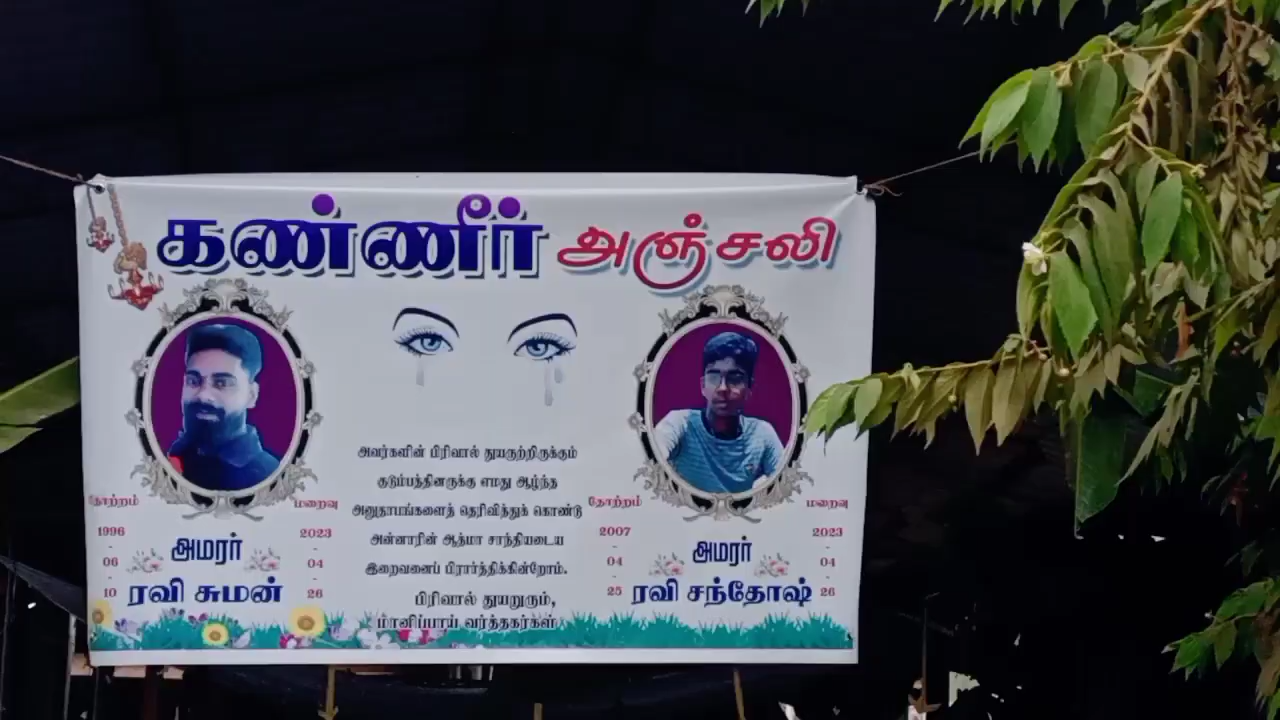 கண்ணீர் அஞ்சலி
அவர்களின் பிரிவால் துயருற்றிருக்கும்
குடும்பத்தினருக்கு எமது ஆழ்ந்த
அனுதாபங்களைத் தெரிவித்துக் கொண்டு
அன்னாரின் ஆத்மா சாந்தியடைய
இறைவனைப் பிரார்த்திக்கின்றோம்.
பிரிவால் துயறுரும்,
மானிப்பாய் வர்த்தகர்கள்
தோற்றம்
1996
-
06
-
10
மறைவு
2023
-
04
-
26
அமரர்
ரவி சுமன்
தோற்றம்
2007
-
04
-
25
மறைவு
2023
-
04
-
26
அமரர்
ரவி சந்தோஷ்